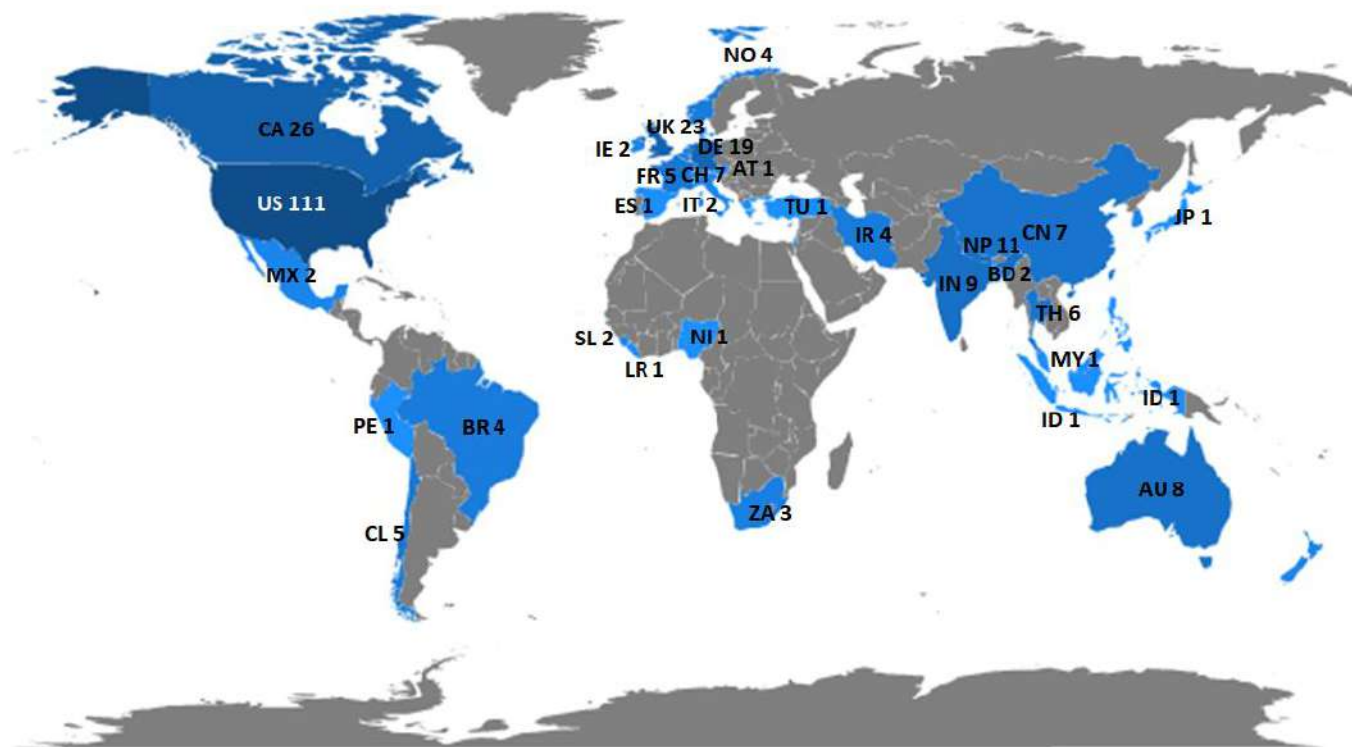 NO 4
CA 26
UK 23
DE 19
IE 2
AT 1
FR 5
CH 7
US 111
ES 1
IT 2
TU 1
JP 1
IR 4
CN 7
NP 11
MX 2
BD 2
IN 9
TH 6
SL 2
NI 1
MY 1
LR 1
ID 1
PE 1
BR 4
ID 1
AU 8
ZA 3
CL 5